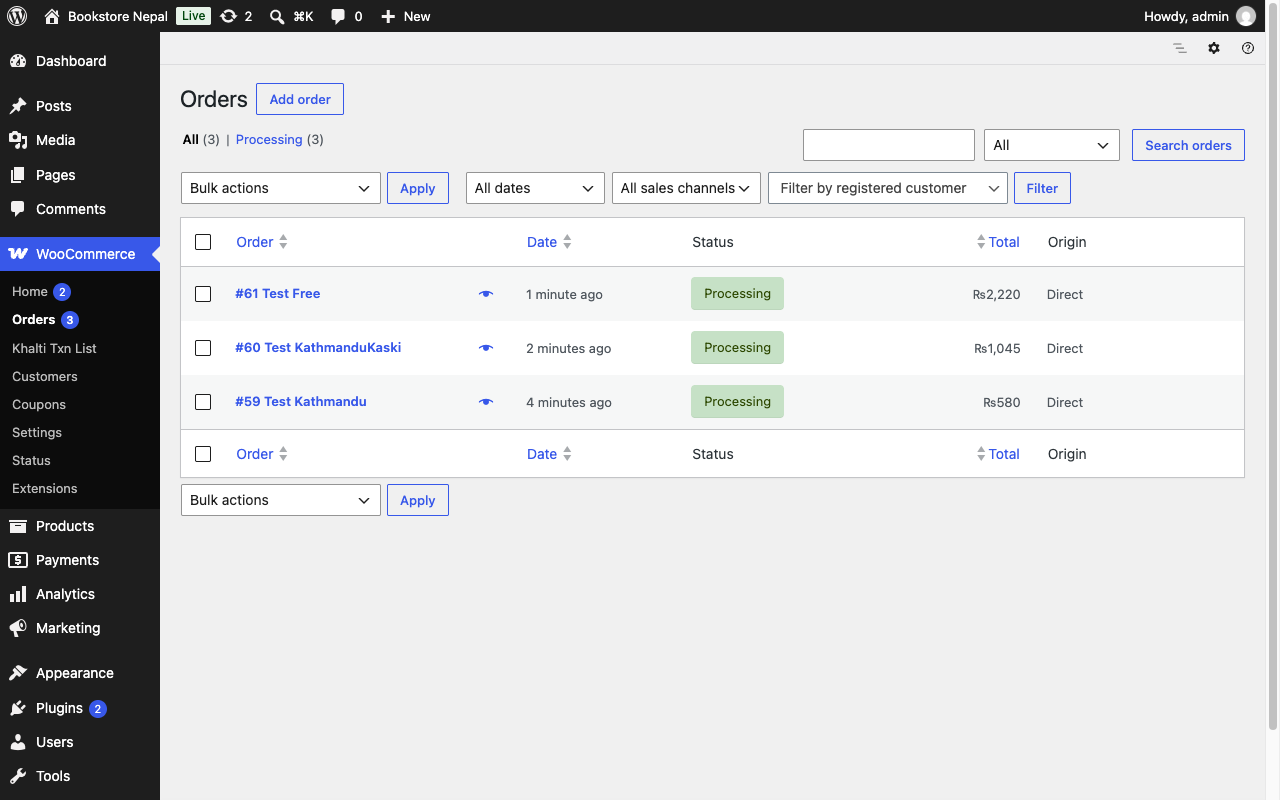 Bookstore Nepal Live 2 ⌘K 0 New Howdy, admin
Dashboard
Posts
Media
Pages
Comments
WooCommerce
Home 2
Orders 3
Khalti Txn List
Customers
Coupons
Settings
Status
Extensions
Products
Payments
Analytics
Marketing
Appearance
Plugins 2
Users
Tools
Orders Add order
All (3) | Processing (3)
All Search orders
Bulk actions Apply All dates All sales channels Filter by registered customer Filter
Order Date Status Total Origin
#61 Test Free 1 minute ago Processing ₨2,220 Direct
#60 Test KathmanduKaski 2 minutes ago Processing ₨1,045 Direct
#59 Test Kathmandu 4 minutes ago Processing ₨580 Direct
Order Date Status Total Origin
Bulk actions Apply